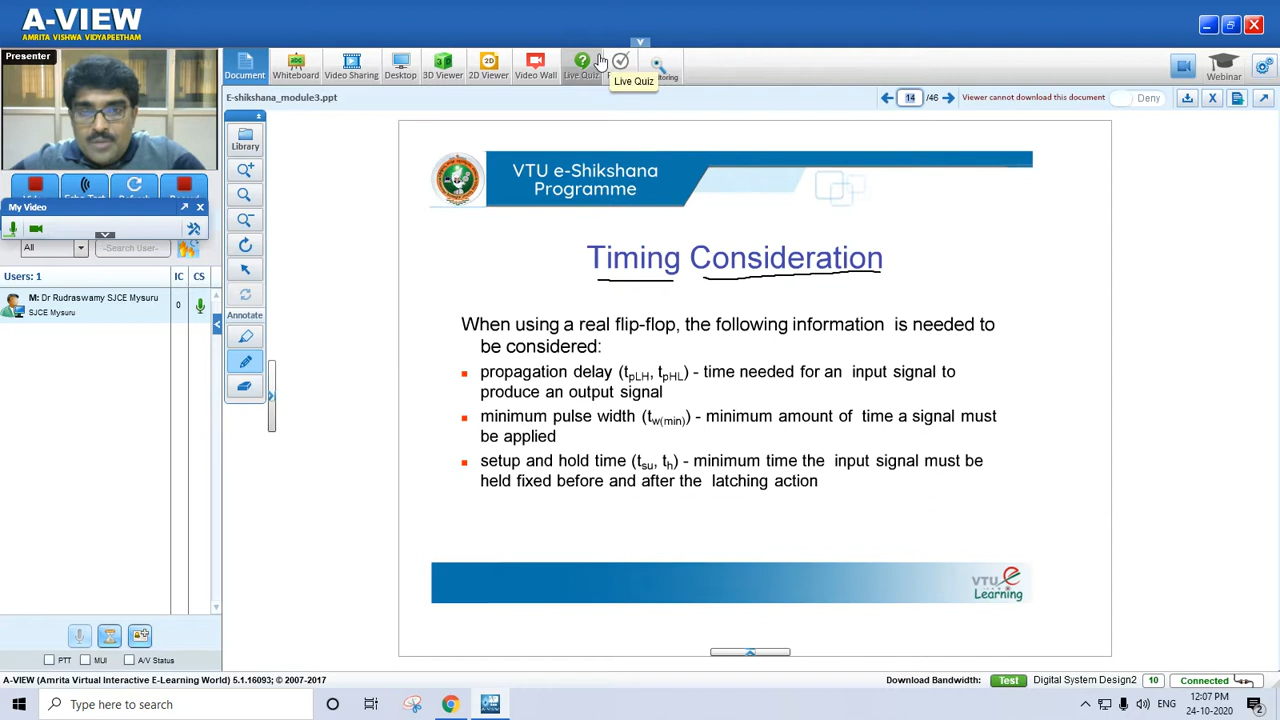 A-VIEW
AMRITA VISHWA VIDYAPEETHAM
Presenter
Document
Whiteboard
Video Sharing
Desktop
3D Viewer
2D Viewer
Video Wall
Live Quiz
Live Quiz
Webinar
E-shikshana_module3.ppt
14 /46
Viewer cannot download this document
Deny
Library
Annotate
My Video
All
-Search User-
Users: 1
IC
CS
M: Dr Rudraswamy SJCE Mysuru
SJCE Mysuru
0
VTU e-Shikshana
Programme
Timing Consideration
When using a real flip-flop, the following information is needed to
be considered:
propagation delay (tpLH, tpHL) - time needed for an input signal to
produce an output signal
minimum pulse width (tw(min)) - minimum amount of time a signal must
be applied
setup and hold time (tsu, th) - minimum time the input signal must be
held fixed before and after the latching action
VTU
Learning
PTT
MUI
A/V Status
A-VIEW (Amrita Virtual Interactive E-Learning World) 5.1.16093; © 2007-2017
Download Bandwidth:
Test
Digital System Design2
10
Connected
Type here to search
ENG
12:07 PM
24-10-2020
2